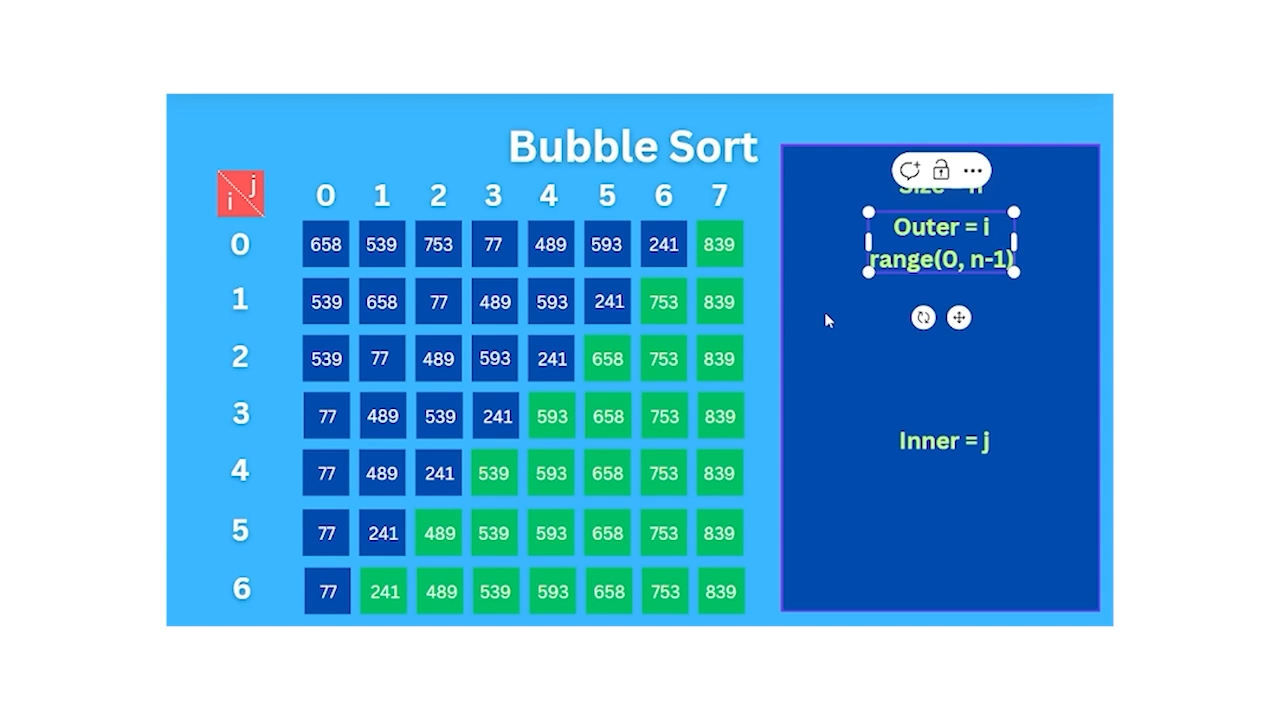 Bubble Sort
j
i
0 1 2 3 4 5 6 7
0 658 539 753 77 489 593 241 839
1 539 658 77 489 593 241 753 839
2 539 77 489 593 241 658 753 839
3 77 489 539 241 593 658 753 839
4 77 489 241 539 593 658 753 839
5 77 241 489 539 593 658 753 839
6 77 241 489 539 593 658 753 839
Size = n
Outer = i
range(0, n-1)
Inner = j